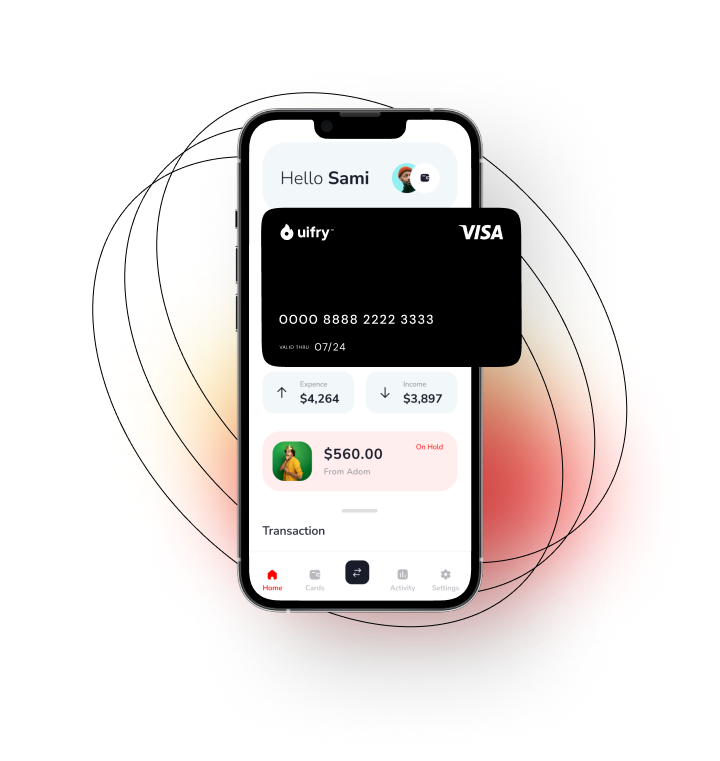 Hello Sami
uifry™ VISA
0000 8888 2222 3333
VALID THRU 07/24
Expence Income
$4,264 $3,897
$560.00 On Hold
From Adom
Transaction
Home Cards Activity Settings